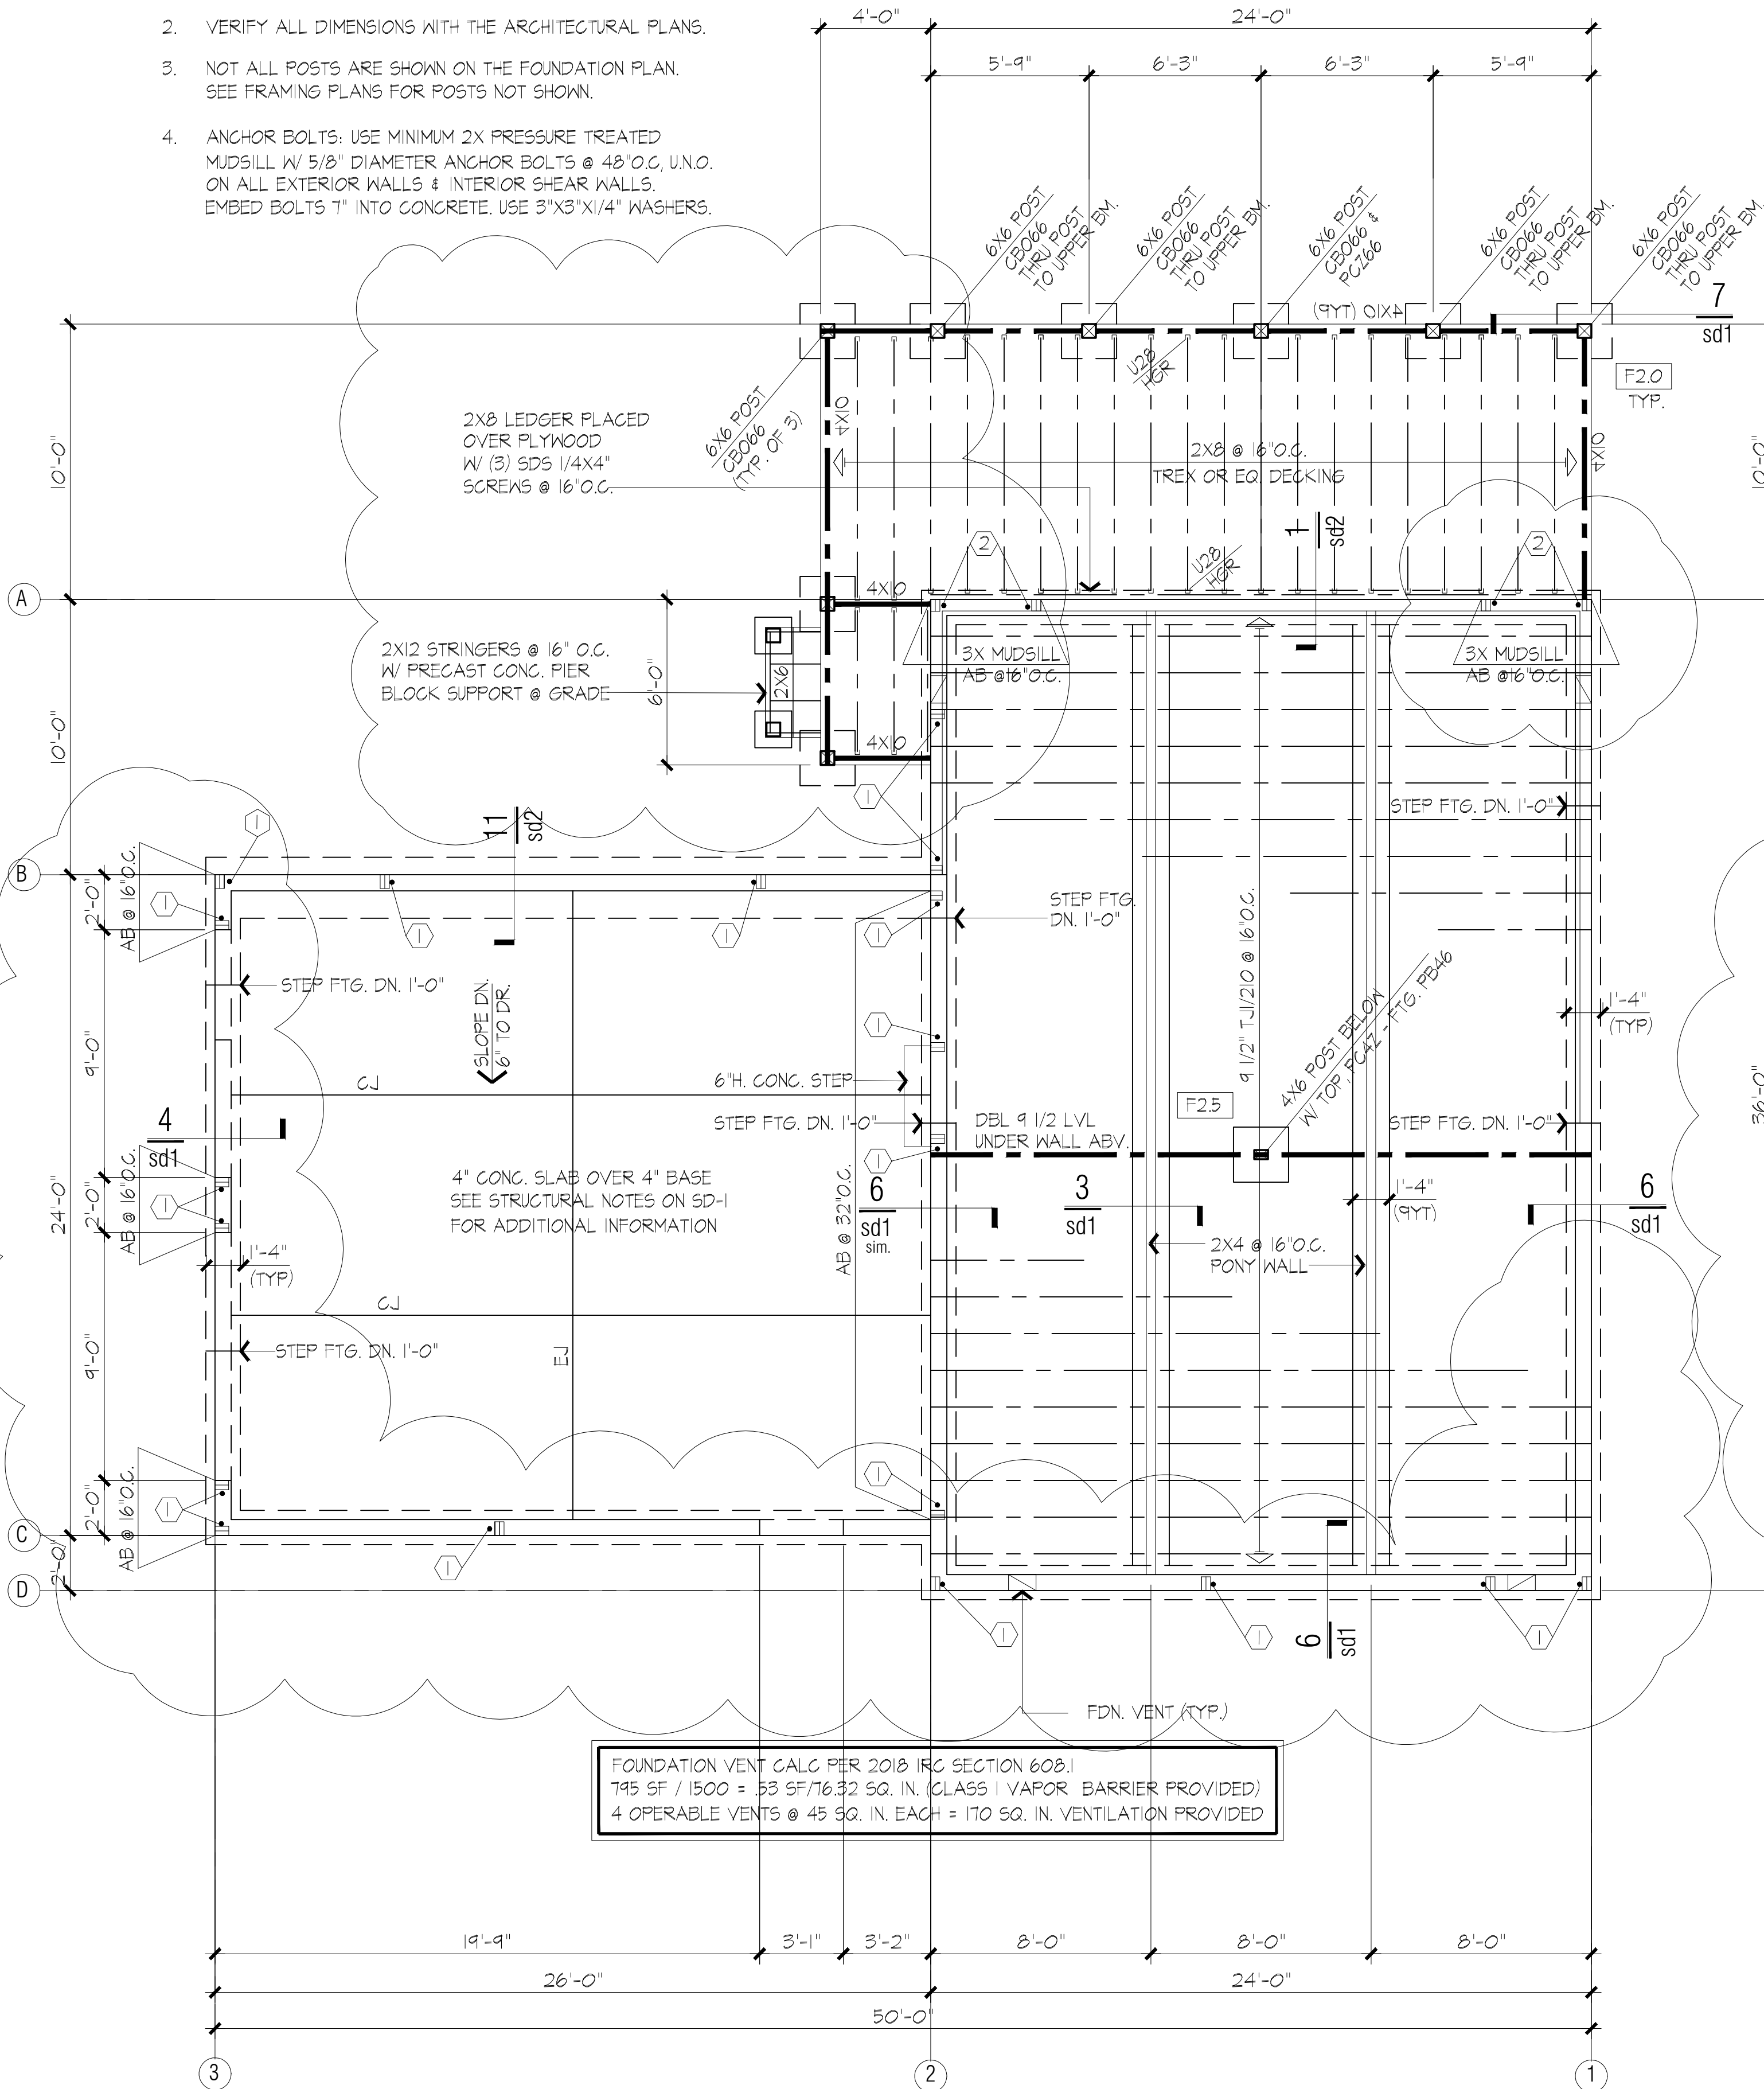 2. VERIFY ALL DIMENSIONS WITH THE ARCHITECTURAL PLANS.
3. NOT ALL POSTS ARE SHOWN ON THE FOUNDATION PLAN.
SEE FRAMING PLANS FOR POSTS NOT SHOWN.
4. ANCHOR BOLTS: USE MINIMUM 2X PRESSURE TREATED
MUDSILL W/ 5/8" DIAMETER ANCHOR BOLTS @ 48"O.C, U.N.O.
ON ALL EXTERIOR WALLS & INTERIOR SHEAR WALLS.
EMBED BOLTS 7" INTO CONCRETE. USE 3"X3"X1/4" WASHERS.
4'-0"
24'-0"
5'-9"
6'-3"
6'-3"
5'-9"
6X6 POST
CBO66
THRU POST
TO UPPER BM.
6X6 POST
CBO66
THRU POST
TO UPPER BM.
6X6 POST
CBO66 &
PCZ66
6X6 POST
CBO66
THRU POST
TO UPPER BM.
6X6 POST
CBO66
THRU POST
TO UPPER BM.
4X10 (TYP)
7
sd1
F2.0
TYP.
U28
HGR
10'-0"
10'-0"
2X8 LEDGER PLACED
OVER PLYWOOD
W/ (3) SDS 1/4X4"
SCREWS @ 16"O.C.
6X6 POST
CBO66
(TYP. OF 3)
4X10
4X10
2X8 @ 16"O.C.
TREX OR EQ. DECKING
1
sd2
U28
HGR
2
2
A
4X10
3X MUDSILL
AB @16"O.C.
3X MUDSILL
AB @16"O.C.
2X12 STRINGERS @ 16" O.C.
W/ PRECAST CONC. PIER
BLOCK SUPPORT @ GRADE
6'-0"
2X6
4X10
10'-0"
1
STEP FTG. DN. 1'-0"
11
sd2
1
B
2'-0"
AB @ 16"O.C.
1
1
1
1
STEP FTG.
DN. 1'-0"
STEP FTG. DN. 1'-0"
SLOPE DN.
6" TO DR.
9 1/2" TJI/210 @ 16"O.C.
4X6 POST BELOW
W/ TOP, PC4Z - FTG. PB46
1'-4"
(TYP)
9'-0"
1
CJ
6"H. CONC. STEP
F2.5
36'-0"
4
sd1
STEP FTG. DN. 1'-0"
DBL 9 1/2 LVL
UNDER WALL ABV.
STEP FTG. DN. 1'-0"
1
24'-0"
2'-0"
AB @ 16"O.C.
1
4" CONC. SLAB OVER 4" BASE
SEE STRUCTURAL NOTES ON SD-1
FOR ADDITIONAL INFORMATION
AB @ 32"O.C.
6
sd1
sim.
3
sd1
1'-4"
(TYP)
6
sd1
1'-4"
(TYP)
2X4 @ 16"O.C.
PONY WALL
CJ
9'-0"
STEP FTG. DN. 1'-0"
EJ
2'-0"
AB @ 16"O.C.
1
1
C
2'-0"
1
D
1
1
1
6
sd1
FDN. VENT (TYP.)
FOUNDATION VENT CALC PER 2018 IRC SECTION 608.1
795 SF / 1500 = .53 SF/76.32 SQ. IN. (CLASS 1 VAPOR BARRIER PROVIDED)
4 OPERABLE VENTS @ 45 SQ. IN. EACH = 170 SQ. IN. VENTILATION PROVIDED
19'-9"
3'-1"
3'-2"
8'-0"
8'-0"
8'-0"
26'-0"
24'-0"
50'-0"
3
2
1